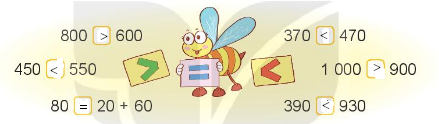 800 > 600
370 < 470
450 < 550
> = <
1 000 > 900
80 = 20 + 60
390 < 930